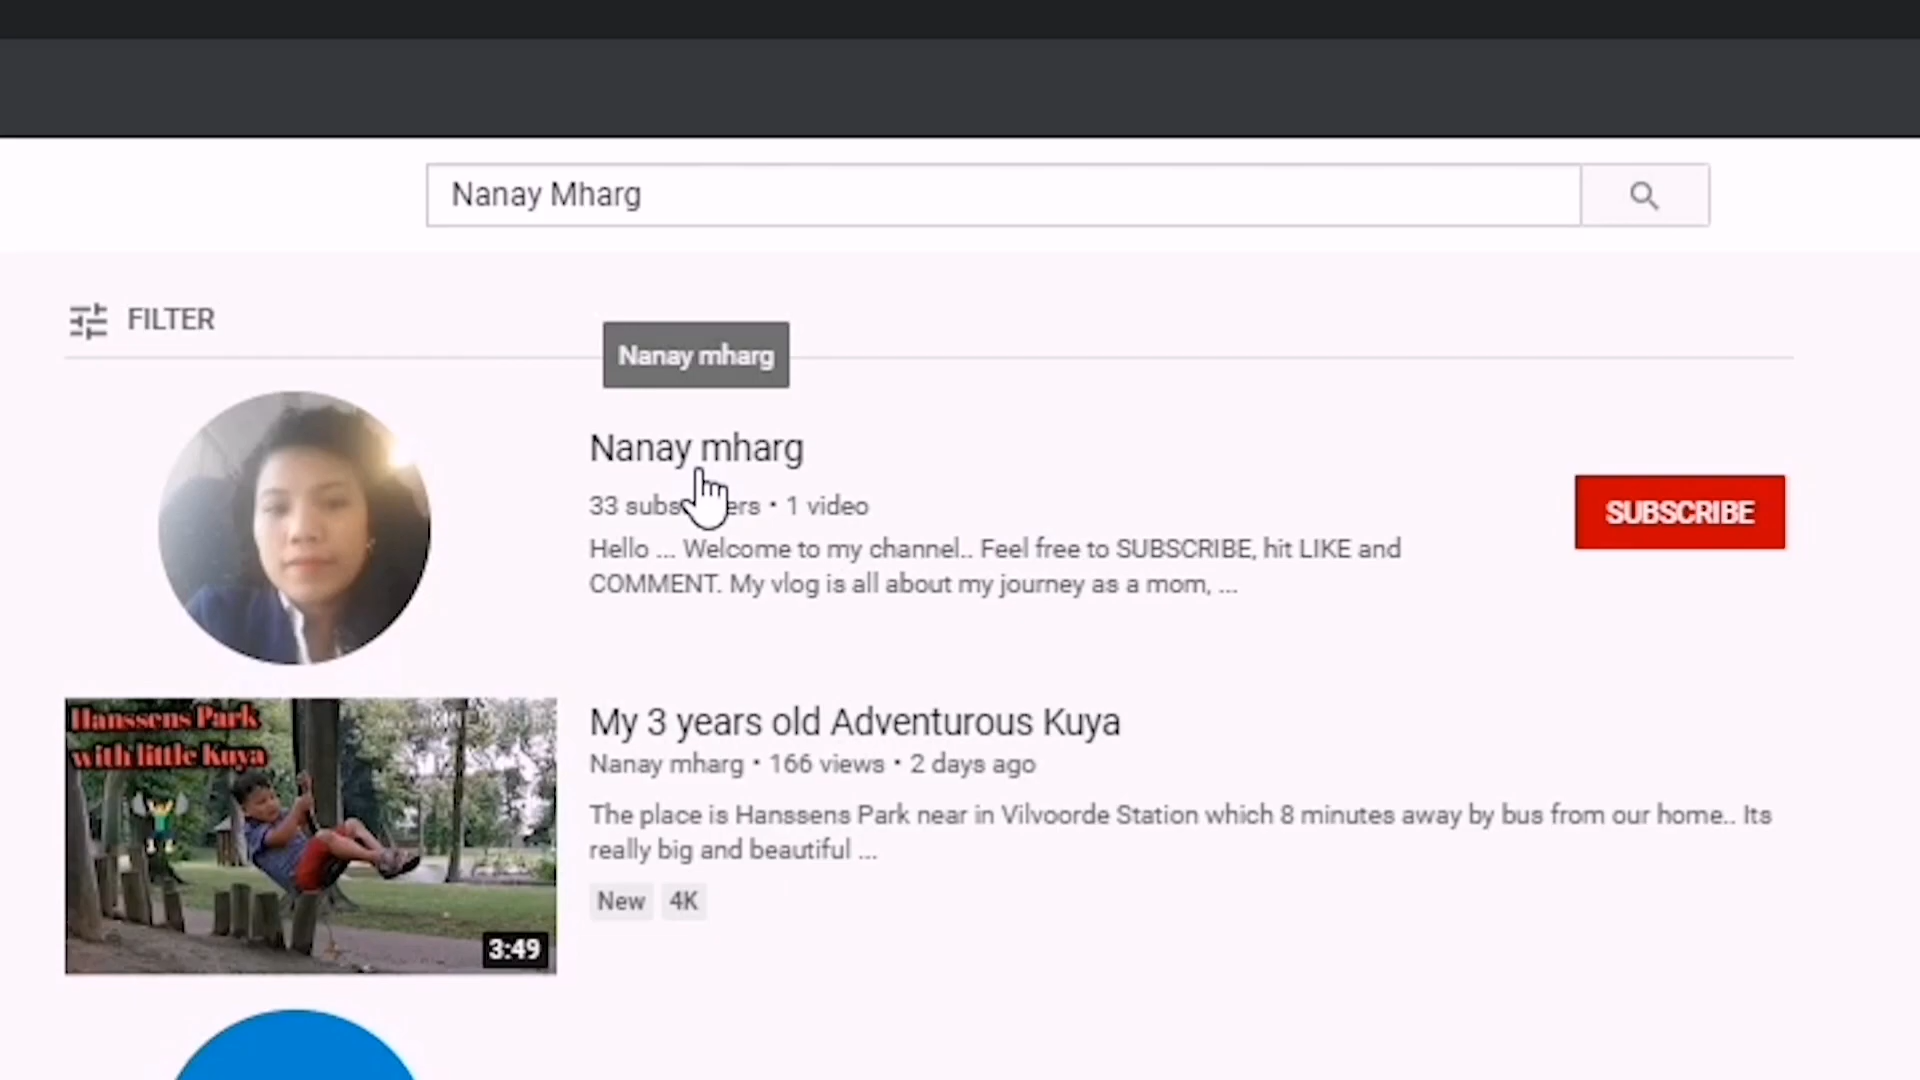 Nanay Mharg
FILTER
Nanay mharg
Nanay mharg
33 subs ers • 1 video
Hello ... Welcome to my channel.. Feel free to SUBSCRIBE, hit LIKE and
COMMENT. My vlog is all about my journey as a mom, ...
SUBSCRIBE
Hanssens Park
with little Kuya
3:49
My 3 years old Adventurous Kuya
Nanay mharg • 166 views • 2 days ago
The place is Hanssens Park near in Vilvoorde Station which 8 minutes away by bus from our home.. Its
really big and beautiful ...
New 4K